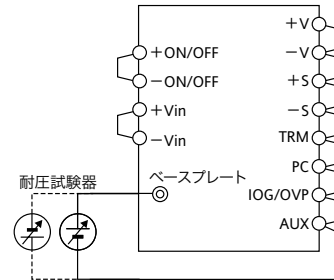 +V
−V
+S
−S
TRM
PC
IOG/OVP
AUX
+ON/OFF
−ON/OFF
+Vin
−Vin
ベースプレート
耐圧試験器